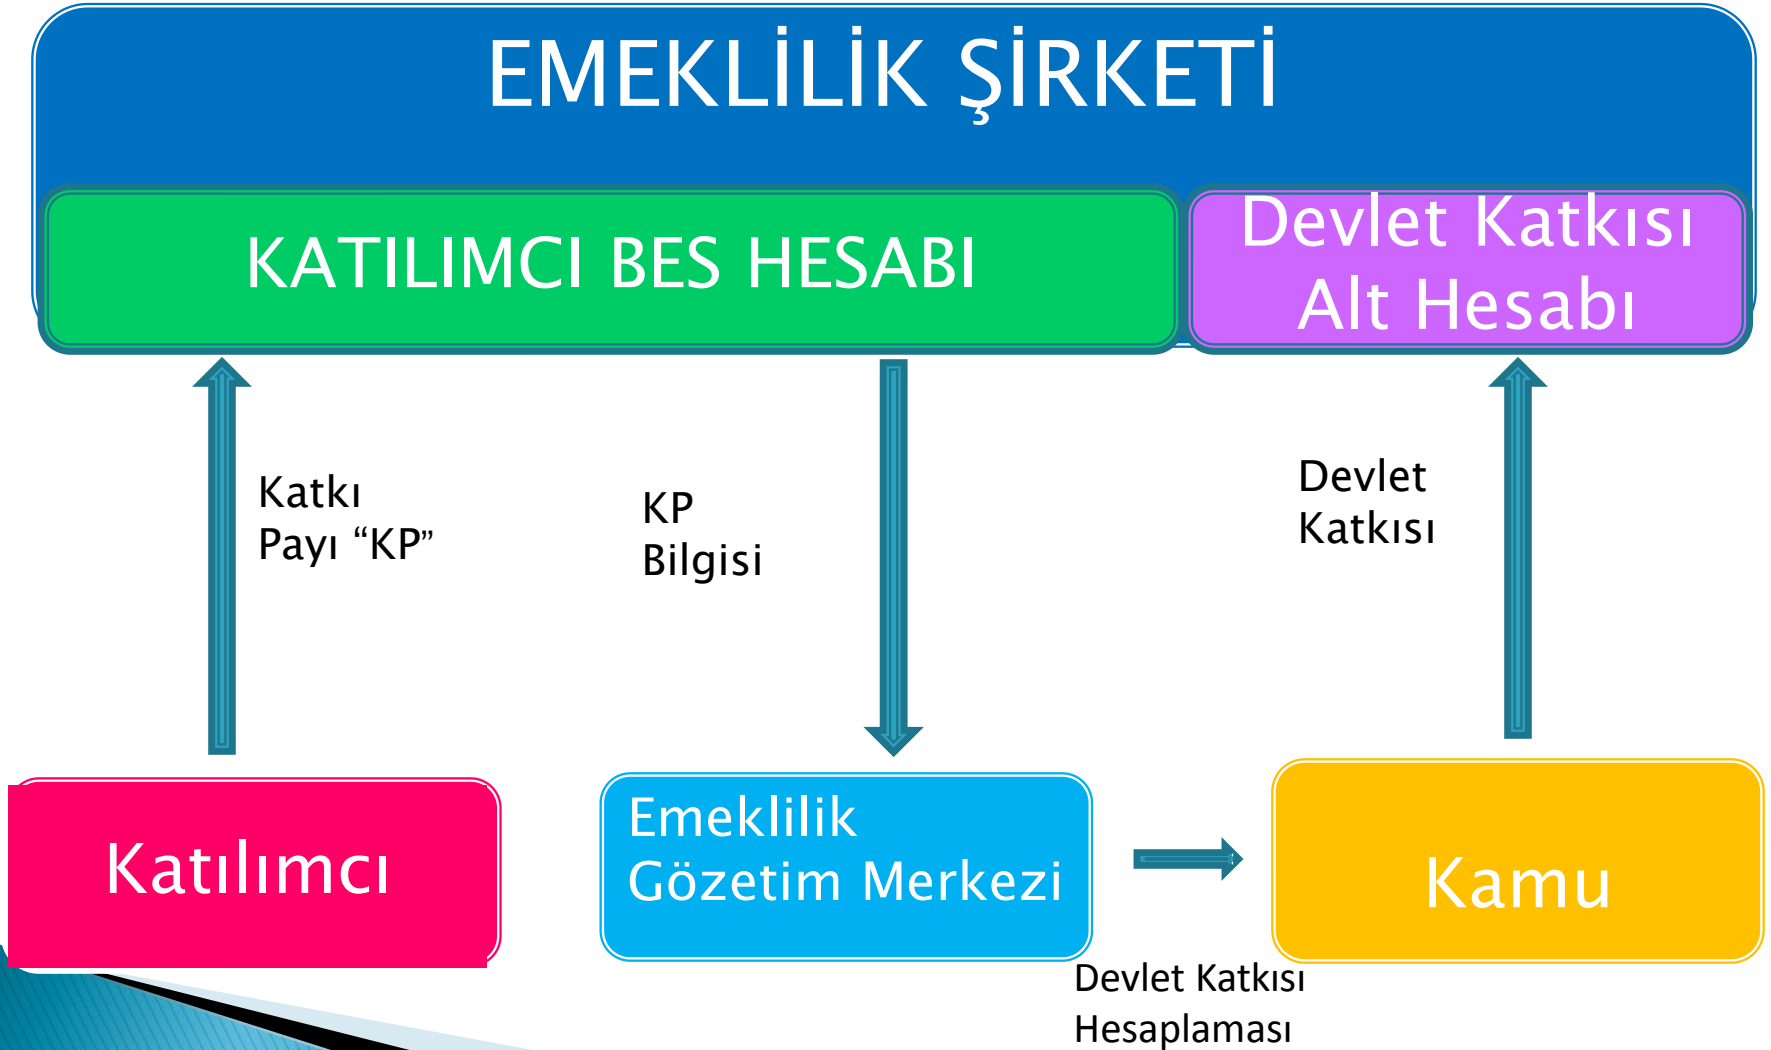 EMEKLİLİK ŞİRKETİ
KATILIMCI BES HESABI
Devlet Katkısı
Alt Hesabı
Katkı
Payı “KP”
KP
Bilgisi
Devlet
Katkısı
Katılımcı
Emeklilik
Gözetim Merkezi
Kamu
Devlet Katkısı
Hesaplaması